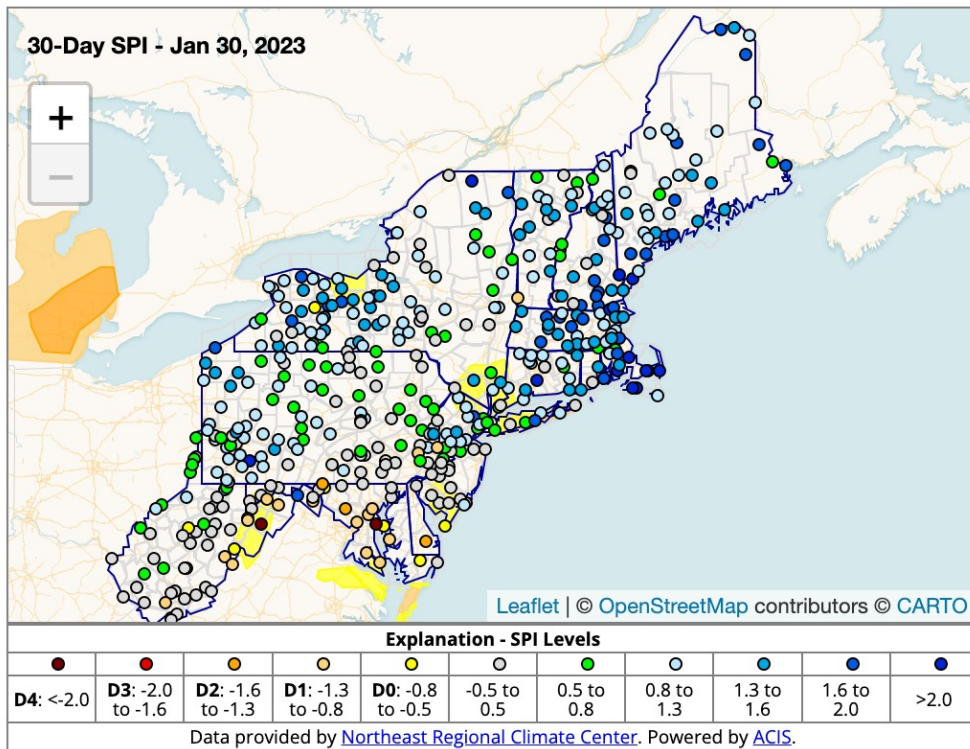 30-Day SPI - Jan 30, 2023
+
−
Leaflet | © OpenStreetMap contributors © CARTO
Explanation - SPI Levels
D4: <-2.0
D3: -2.0
to -1.6
D2: -1.6
to -1.3
D1: -1.3
to -0.8
D0: -0.8
to -0.5
-0.5 to
0.5
0.5 to
0.8
0.8 to
1.3
1.3 to
1.6
1.6 to
2.0
>2.0
Data provided by Northeast Regional Climate Center. Powered by ACIS.